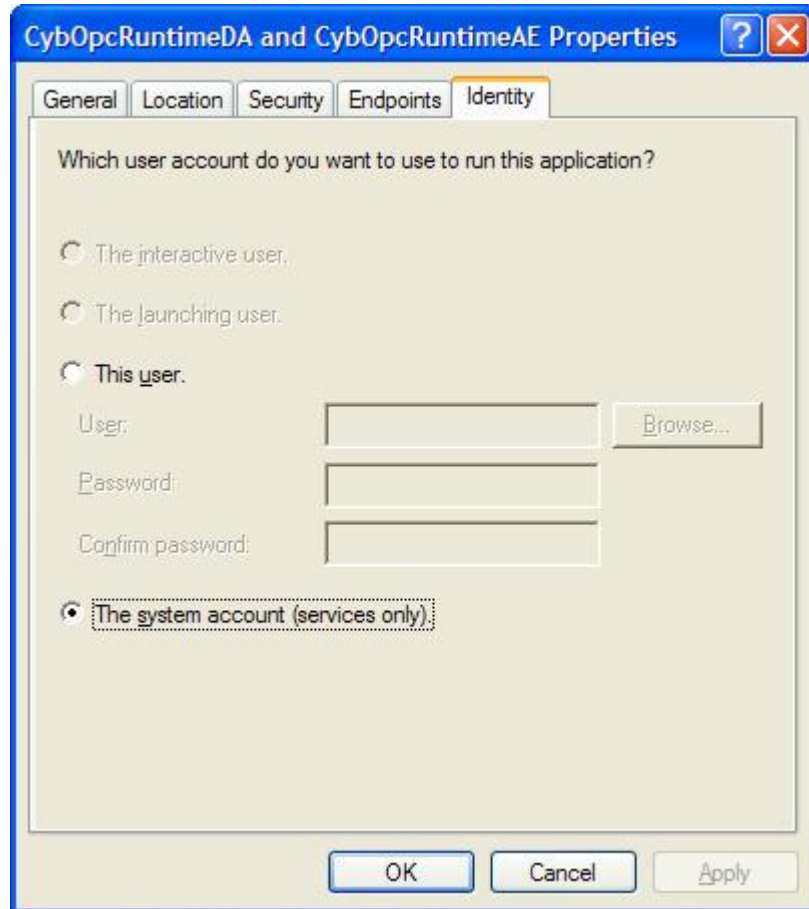 CybOpcRuntimeDA and CybOpcRuntimeAE Properties
General Location Security Endpoints Identity
Which user account do you want to use to run this application?
The interactive user.
The launching user.
This user.
User: Browse...
Password:
Confirm password:
The system account (services only).
OK Cancel Apply